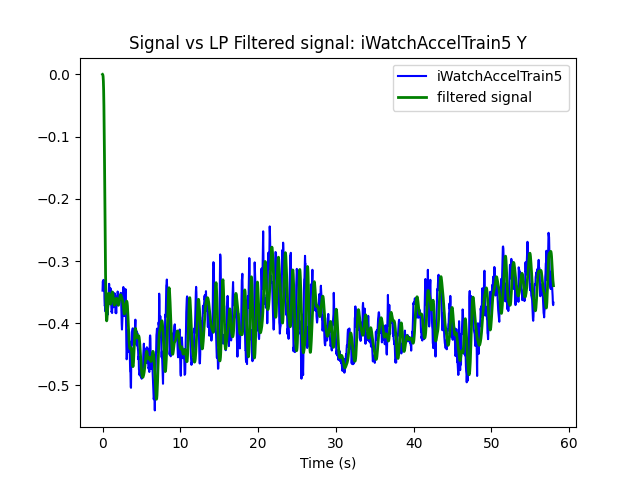 Signal vs LP Filtered signal: iWatchAccelTrain5 Y
iWatchAccelTrain5
filtered signal
0.0
−0.1
−0.2
−0.3
−0.4
−0.5
0 10 20 30 40 50 60
Time (s)